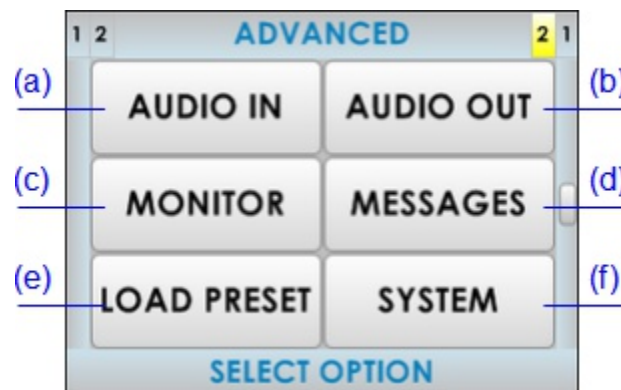 1 2 ADVANCED 2 1
(a) AUDIO IN AUDIO OUT (b)
(c) MONITOR MESSAGES (d)
(e) LOAD PRESET SYSTEM (f)
SELECT OPTION